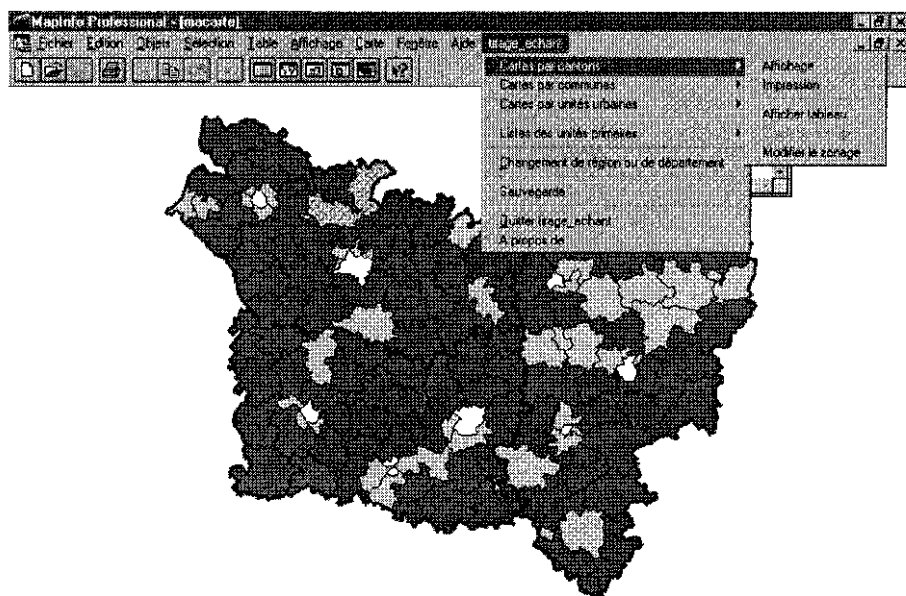 MapInfo Professional - [macarte]
Fichier Edition Objets Sélection Table Affichage Carte Fenêtre Aide tirage_echant
Cartes par cantons
Cartes par communes
Cartes par unités urbaines
Listes des unités primaires
Changement de région ou de département
Sauvegarde
Quitter tirage_echant
A propos de
Affichage
Impression
Afficher tableau
Modifier le zonage